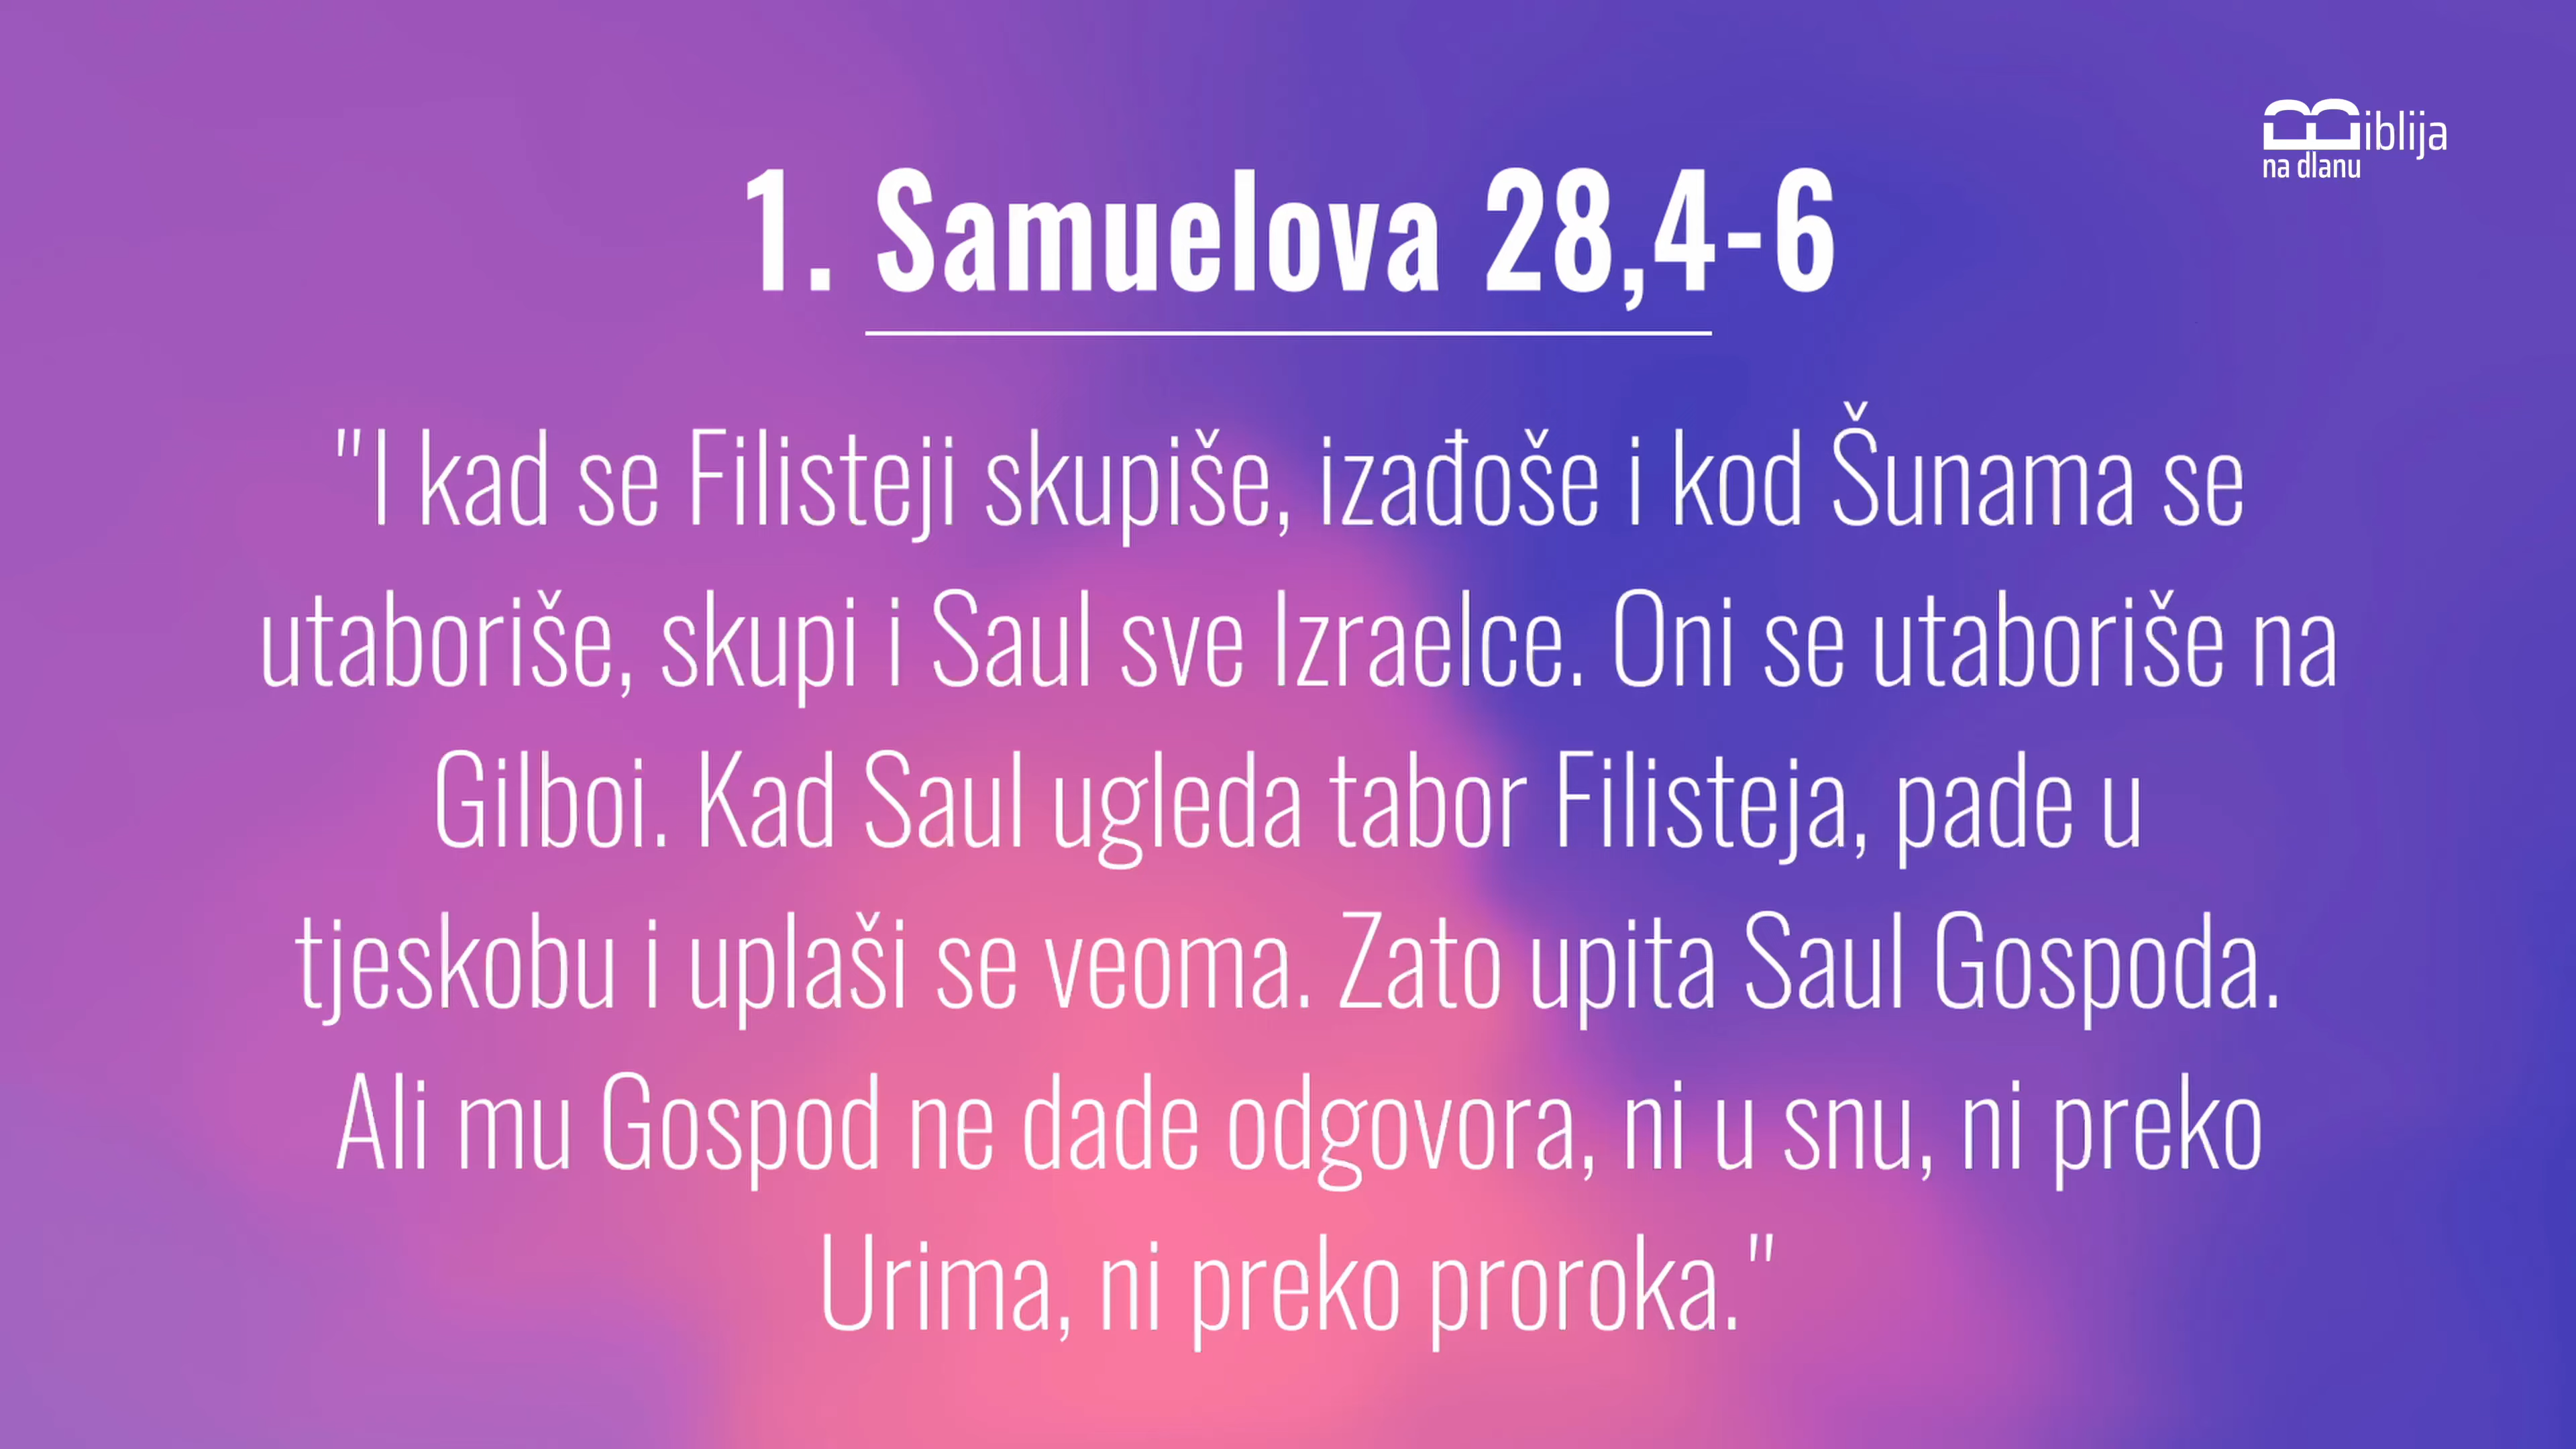 Biblija
na dlanu
1. Samuelova 28,4-6
"I kad se Filisteji skupiše, izađoše i kod Šunama se
utaboriše, skupi i Saul sve Izraelce. Oni se utaboriše na
Gilboi. Kad Saul ugleda tabor Filisteja, pade u
tjeskobu i uplaši se veoma. Zato upita Saul Gospoda.
Ali mu Gospod ne dade odgovora, ni u snu, ni preko
Urima, ni preko proroka."